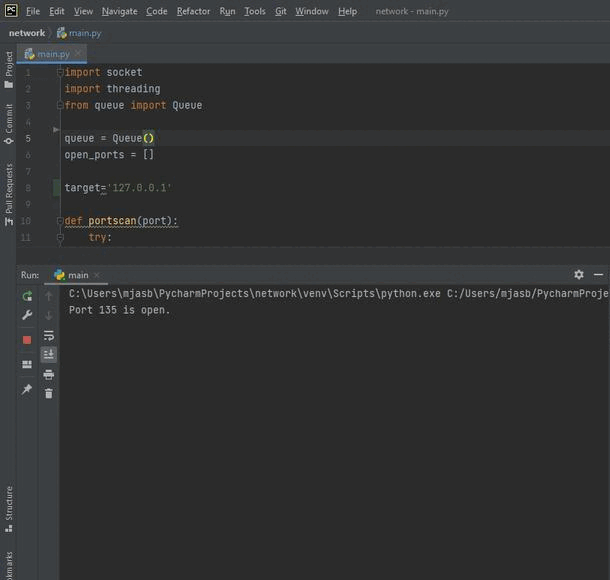 PC File Edit View Navigate Code Refactor Run Tools Git Window Help network - main.py
network main.py
main.py
Project
Commit
Pull Requests
1 import socket
2 import threading
3 from queue import Queue
4
5 queue = Queue()
6 open_ports = []
7
8 target='127.0.0.1'
9
10 def portscan(port):
11 try:
Run: main
C:\Users\mjasb\PycharmProjects\network\venv\Scripts\python.exe C:/Users/mjasb/PycharmProje
Port 135 is open.
Structure
kmarks